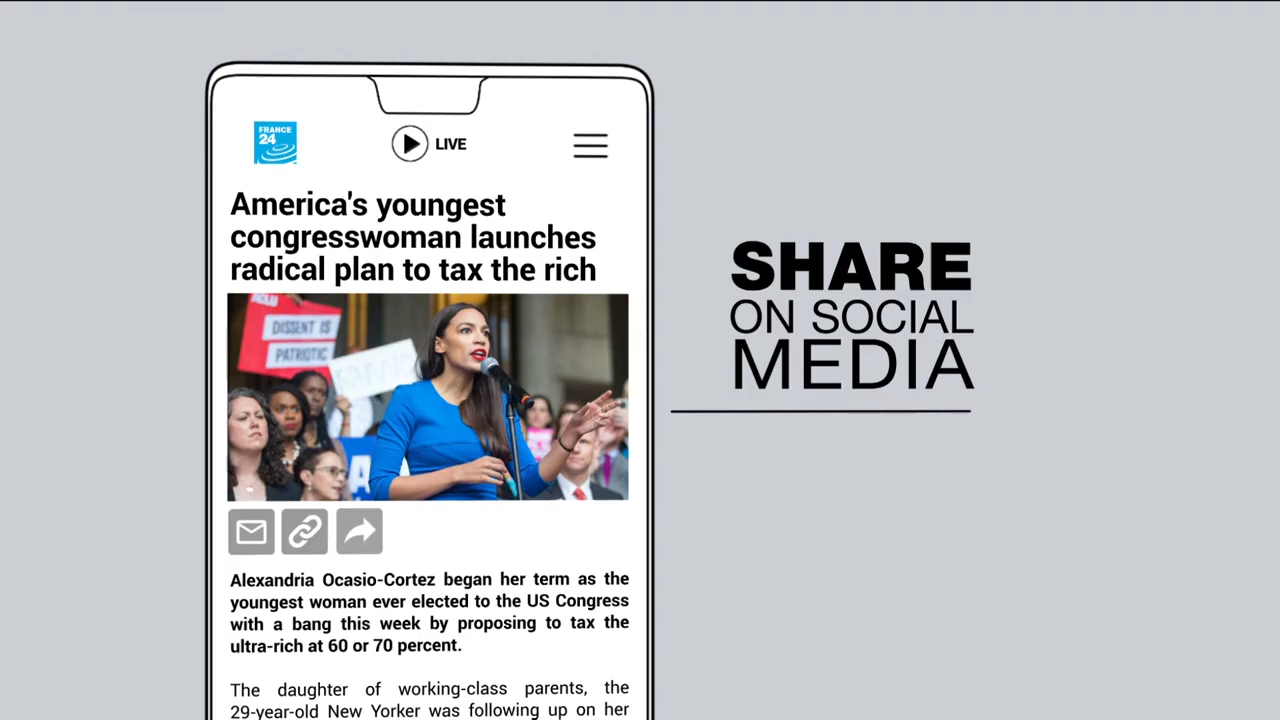 FRANCE
24
LIVE
America's youngest
congresswoman launches
radical plan to tax the rich
DISSENT IS
PATRIOTIC
Alexandria Ocasio-Cortez began her term as the
youngest woman ever elected to the US Congress
with a bang this week by proposing to tax the
ultra-rich at 60 or 70 percent.
The daughter of working-class parents, the
29-year-old New Yorker was following up on her
SHARE
ON SOCIAL
MEDIA